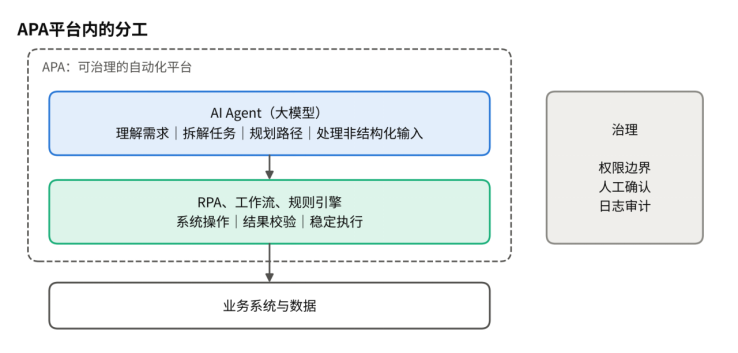 APA平台内的分工
APA：可治理的自动化平台
AI Agent（大模型）
理解需求｜拆解任务｜规划路径｜处理非结构化输入
RPA、工作流、规则引擎
系统操作｜结果校验｜稳定执行
业务系统与数据
治理
权限边界
人工确认
日志审计